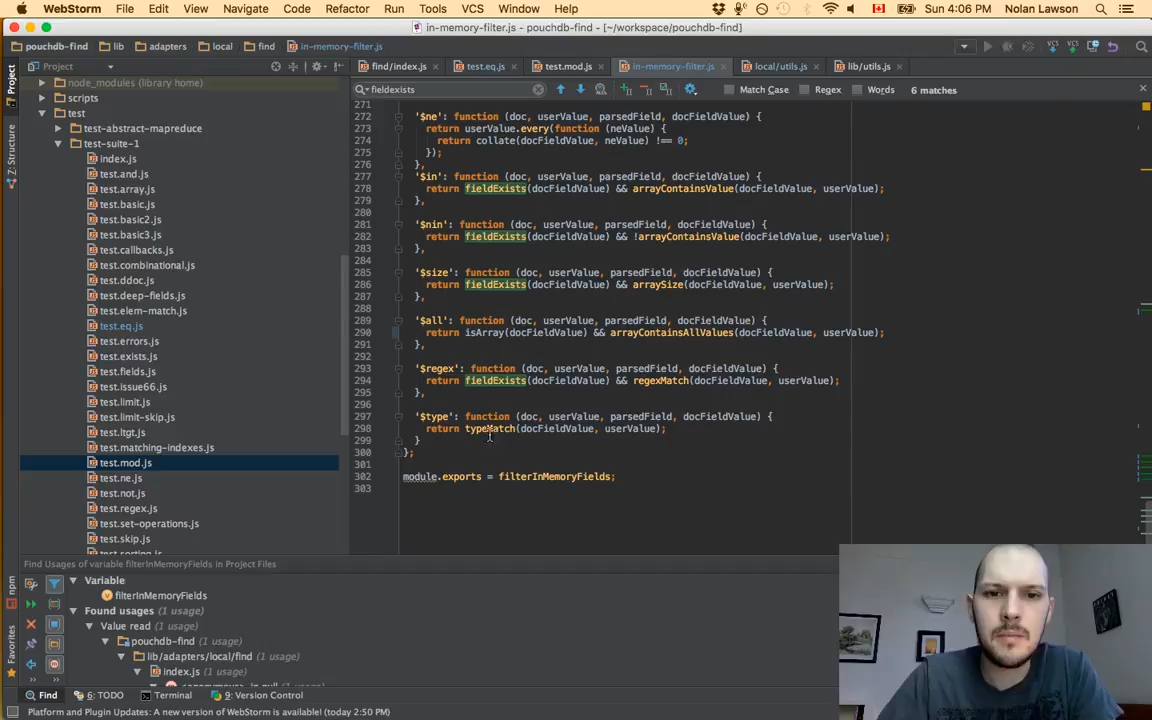 WebStorm File Edit View Navigate Code Refactor Run Tools VCS Window Help Sun 4:06 PM Nolan Lawson
in-memory-filter.js - pouchdb-find - [~/workspace/pouchdb-find]
pouchdb-find lib adapters local find in-memory-filter.js
Project find/index.js test.eq.js test.mod.js in-memory-filter.js local/utils.js lib/utils.js
fieldexists Match Case Regex Words 6 matches
1: Project
7: Structure
npm
2: Favorites
node_modules (library home)
scripts
test
test-abstract-mapreduce
test-suite-1
index.js
test.and.js
test.array.js
test.basic.js
test.basic2.js
test.basic3.js
test.callbacks.js
test.combinational.js
test.ddoc.js
test.deep-fields.js
test.elem-match.js
test.eq.js
test.errors.js
test.exists.js
test.fields.js
test.issue66.js
test.limit.js
test.limit-skip.js
test.ltgt.js
test.matching-indexes.js
test.mod.js
test.ne.js
test.not.js
test.regex.js
test.set-operations.js
test.skip.js
test.sorting.js
271
272 '$ne': function (doc, userValue, parsedField, docFieldValue) {
273 return userValue.every(function (neValue) {
274 return collate(docFieldValue, neValue) !== 0;
275 });
276 },
277 '$in': function (doc, userValue, parsedField, docFieldValue) {
278 return fieldExists(docFieldValue) && arrayContainsValue(docFieldValue, userValue);
279 },
280
281 '$nin': function (doc, userValue, parsedField, docFieldValue) {
282 return fieldExists(docFieldValue) && !arrayContainsValue(docFieldValue, userValue);
283 },
284
285 '$size': function (doc, userValue, parsedField, docFieldValue) {
286 return fieldExists(docFieldValue) && arraySize(docFieldValue, userValue);
287 },
288
289 '$all': function (doc, userValue, parsedField, docFieldValue) {
290 return isArray(docFieldValue) && arrayContainsAllValues(docFieldValue, userValue);
291 },
292
293 '$regex': function (doc, userValue, parsedField, docFieldValue) {
294 return fieldExists(docFieldValue) && regexMatch(docFieldValue, userValue);
295 },
296
297 '$type': function (doc, userValue, parsedField, docFieldValue) {
298 return typeMatch(docFieldValue, userValue);
299 }
300 };
301
302 module.exports = filterInMemoryFields;
303
Find Usages of variable filterInMemoryFields in Project Files
Variable
filterInMemoryFields
Found usages (1 usage)
Value read (1 usage)
pouchdb-find (1 usage)
lib/adapters/local/find (1 usage)
index.js (1 usage)
Find 6: TODO Terminal 9: Version Control
Platform and Plugin Updates: A new version of WebStorm is available! (today 2:50 PM)